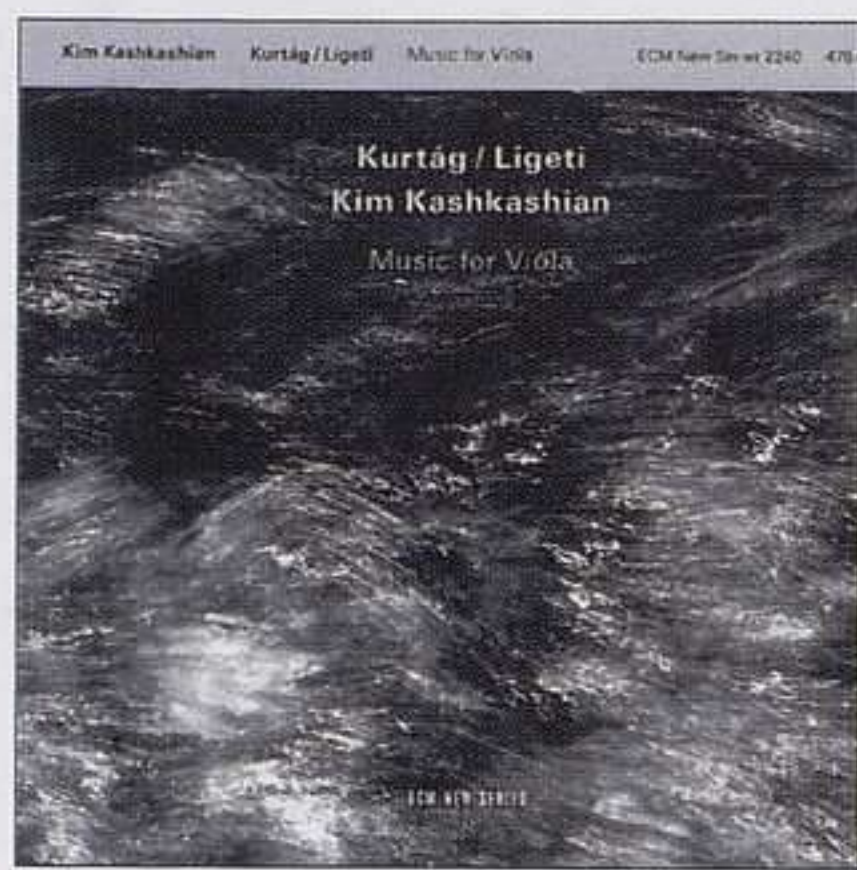 Kim Kashkashian Kurtág / Ligeti Music for Viola ECM New Series 2240 476
Kurtág / Ligeti
Kim Kashkashian
Music for Viola
ECM NEW SERIES